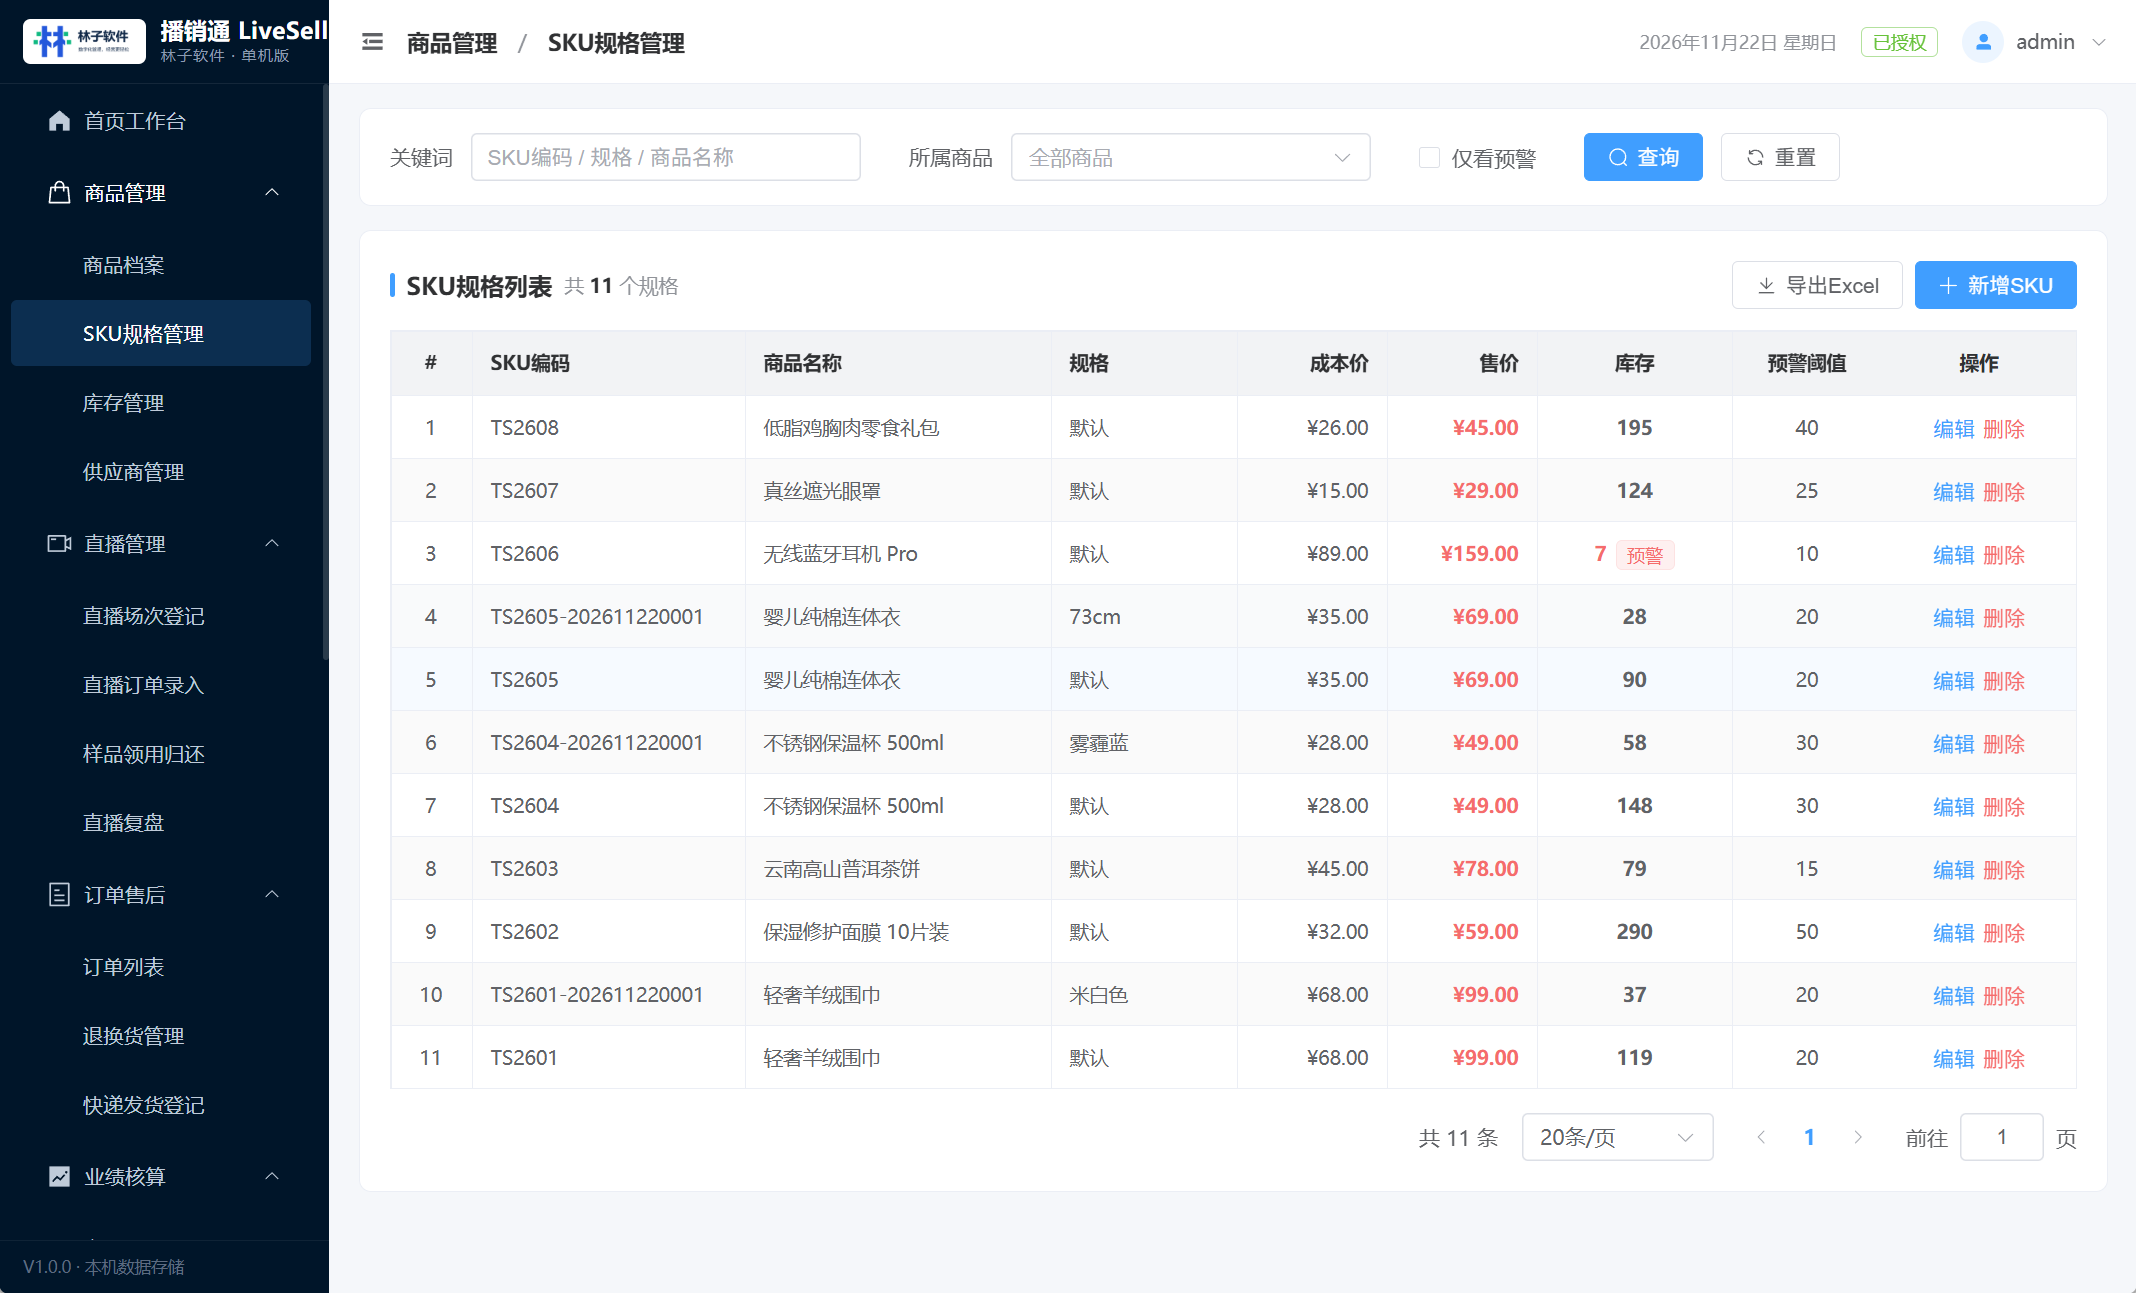 林子软件
播销通 LiveSell
林子软件 · 单机版
商品管理 / SKU规格管理
2026年11月22日 星期日
已授权
admin
首页工作台
商品管理
商品档案
SKU规格管理
库存管理
供应商管理
直播管理
直播场次登记
直播订单录入
样品领用归还
直播复盘
订单售后
订单列表
退换货管理
快递发货登记
业绩核算
V1.0.0 · 本机数据存储
关键词 SKU编码 / 规格 / 商品名称 所属商品 全部商品 仅看预警 查询 重置
SKU规格列表 共 11 个规格 导出Excel 新增SKU
# SKU编码 商品名称 规格 成本价 售价 库存 预警阈值 操作
1 TS2608 低脂鸡胸肉零食礼包 默认 ¥26.00 ¥45.00 195 40 编辑 删除
2 TS2607 真丝遮光眼罩 默认 ¥15.00 ¥29.00 124 25 编辑 删除
3 TS2606 无线蓝牙耳机 Pro 默认 ¥89.00 ¥159.00 7 预警 10 编辑 删除
4 TS2605-202611220001 婴儿纯棉连体衣 73cm ¥35.00 ¥69.00 28 20 编辑 删除
5 TS2605 婴儿纯棉连体衣 默认 ¥35.00 ¥69.00 90 20 编辑 删除
6 TS2604-202611220001 不锈钢保温杯 500ml 雾霾蓝 ¥28.00 ¥49.00 58 30 编辑 删除
7 TS2604 不锈钢保温杯 500ml 默认 ¥28.00 ¥49.00 148 30 编辑 删除
8 TS2603 云南高山普洱茶饼 默认 ¥45.00 ¥78.00 79 15 编辑 删除
9 TS2602 保湿修护面膜 10片装 默认 ¥32.00 ¥59.00 290 50 编辑 删除
10 TS2601-202611220001 轻奢羊绒围巾 米白色 ¥68.00 ¥99.00 37 20 编辑 删除
11 TS2601 轻奢羊绒围巾 默认 ¥68.00 ¥99.00 119 20 编辑 删除
共 11 条 20条/页 1 前往 1 页